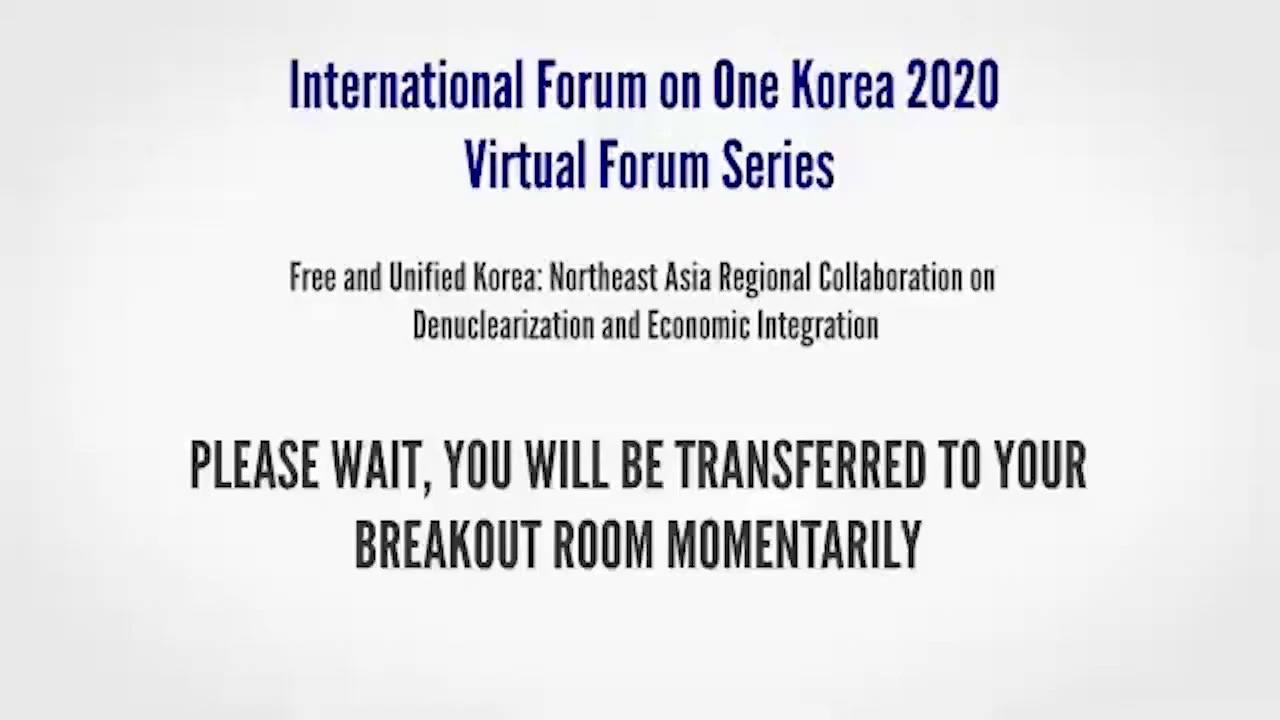 International Forum on One Korea 2020
Virtual Forum Series
Free and Unified Korea: Northeast Asia Regional Collaboration on
Denuclearization and Economic Integration
PLEASE WAIT, YOU WILL BE TRANSFERRED TO YOUR
BREAKOUT ROOM MOMENTARILY